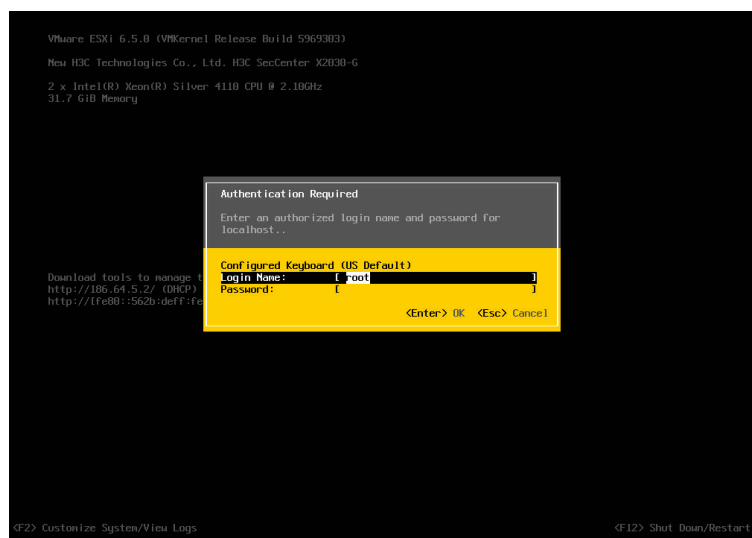 VMware ESXi 6.5.0 (VMKernel Release Build 5969303)
New H3C Technologies Co., Ltd. H3C SecCenter X2030-G
2 x Intel(R) Xeon(R) Silver 4110 CPU @ 2.10GHz
31.7 GiB Memory
Authentication Required
Enter an authorized login name and password for
localhost..
Configured Keyboard (US Default)
Login Name: [ root ]
Password: [ ]
<Enter> OK <Esc> Cancel
Download tools to manage t
http://186.64.5.2/ (DHCP)
http://[fe80::562b:deff:fe
<F2> Customize System/View Logs
<F12> Shut Down/Restart